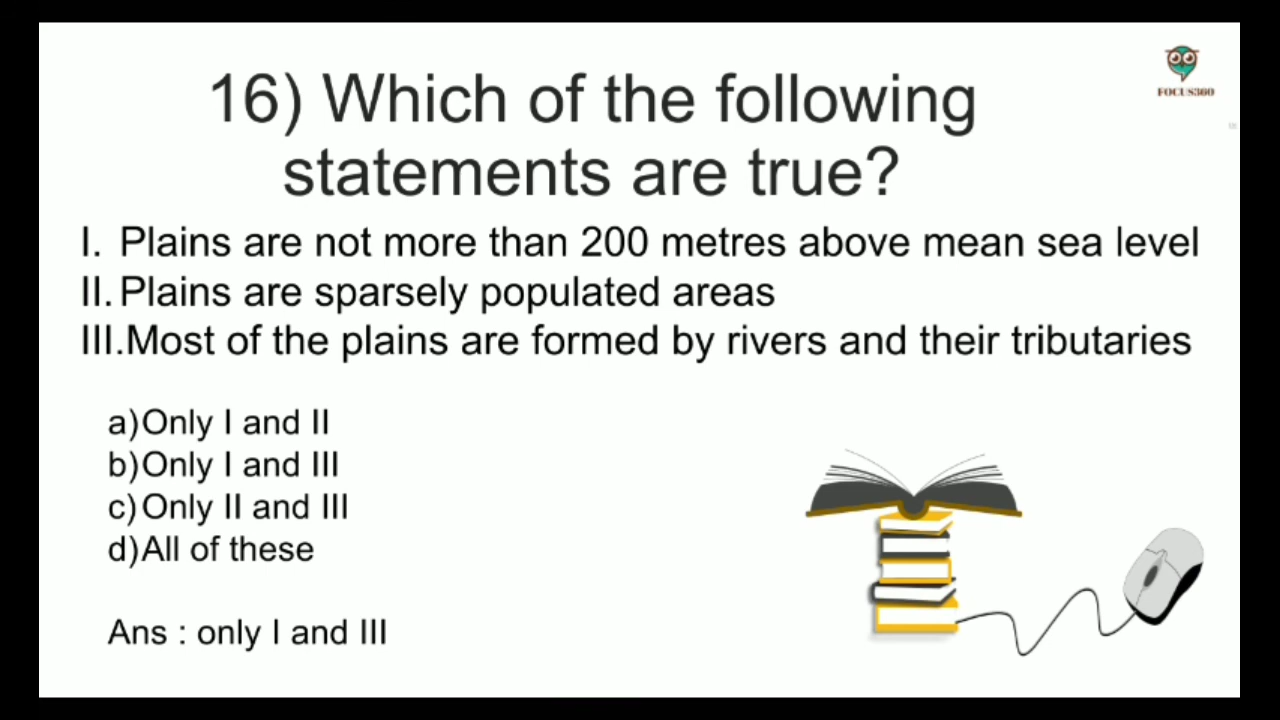 FOCUS360
16) Which of the following
statements are true?
I. Plains are not more than 200 metres above mean sea level
II. Plains are sparsely populated areas
III.Most of the plains are formed by rivers and their tributaries
a)Only I and II
b)Only I and III
c)Only II and III
d)All of these
Ans : only I and III